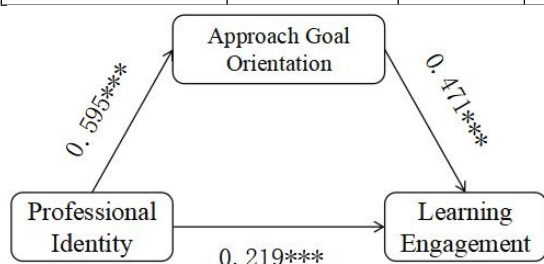 Approach Goal
Orientation
0.595***
0.471***
Professional
Identity
Learning
Engagement
0.219***